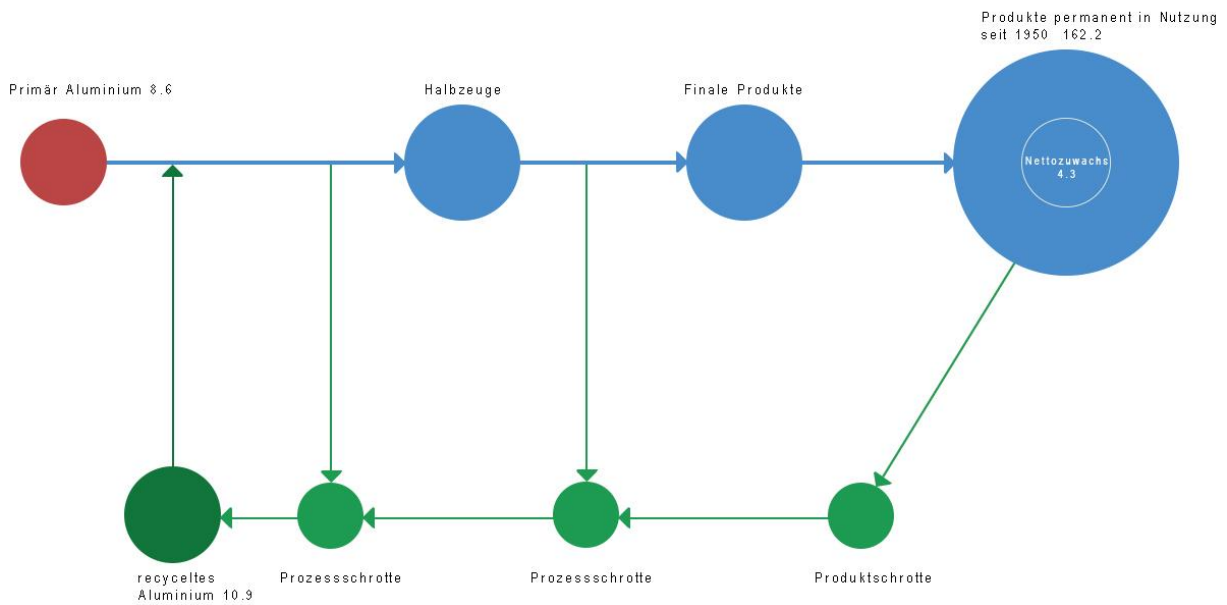 Produkte permanent in Nutzung
seit 1950 162.2
Primär Aluminium 8.6
Halbzeuge
Finale Produkte
Nettozuwachs
4.3
recyceltes
Aluminium 10.9
Prozessschrotte
Prozessschrotte
Produktschrotte